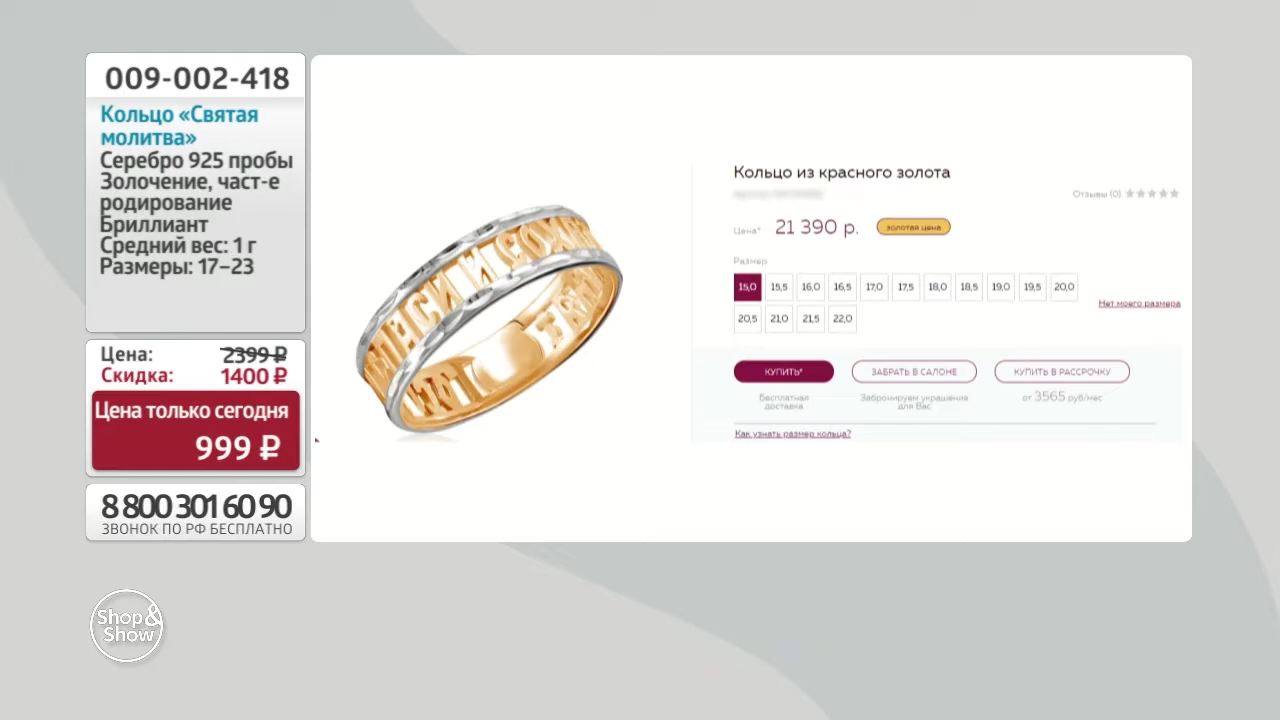 009-002-418
Кольцо «Святая
молитва»
Серебро 925 пробы
Золочение, част-е
родирование
Бриллиант
Средний вес: 1 г
Размеры: 17–23
Цена: 2399 ₽
Скидка: 1400 ₽
Цена только сегодня
999 ₽
8 800 301 60 90
ЗВОНОК ПО РФ БЕСПЛАТНО
Shop&
Show
Кольцо из красного золота
Отзывы (0)
Цена* 21 390 р. золотая цена
Размер
15,0 15,5 16,0 16,5 17,0 17,5 18,0 18,5 19,0 19,5 20,0
Нет моего размера
20,5 21,0 21,5 22,0
КУПИТЬ* ЗАБРАТЬ В САЛОНЕ КУПИТЬ В РАССРОЧКУ
Бесплатная
доставка
Забронируем украшения
для Вас
от 3565 руб/мес
Как узнать размер кольца?